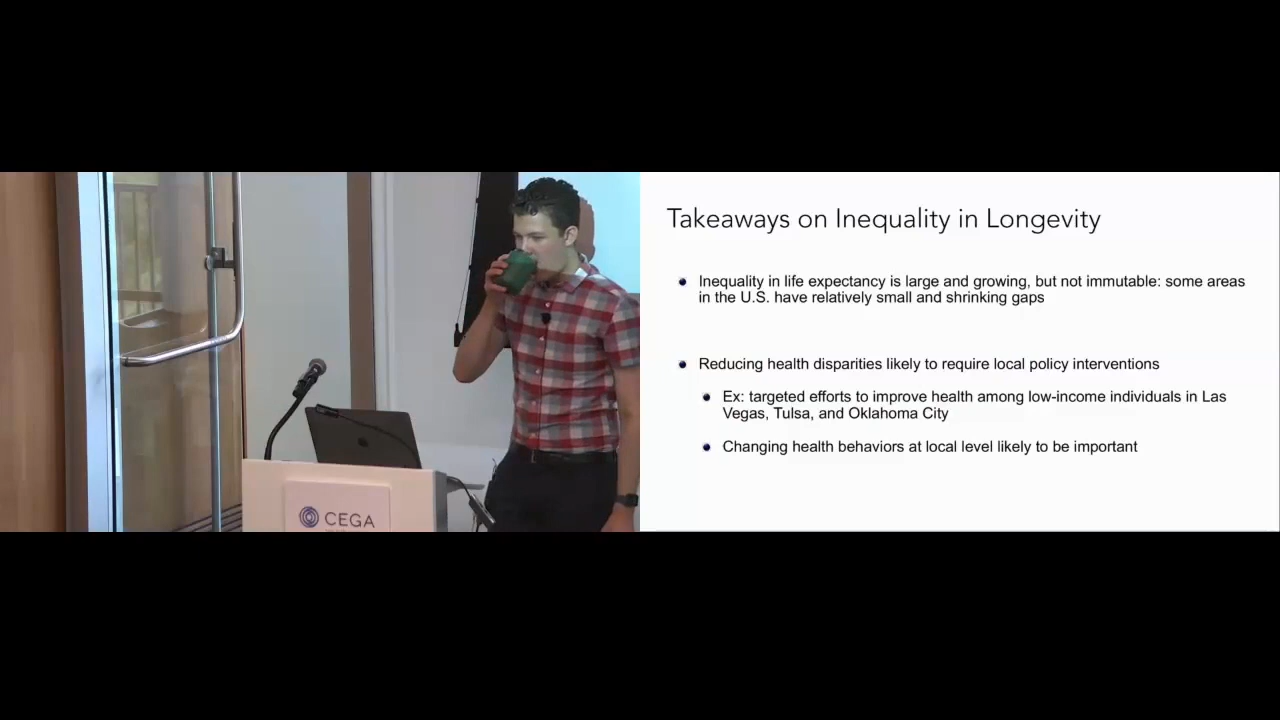 Takeaways on Inequality in Longevity
Inequality in life expectancy is large and growing, but not immutable: some areas
in the U.S. have relatively small and shrinking gaps
Reducing health disparities likely to require local policy interventions
Ex: targeted efforts to improve health among low-income individuals in Las
Vegas, Tulsa, and Oklahoma City
Changing health behaviors at local level likely to be important
CEGA